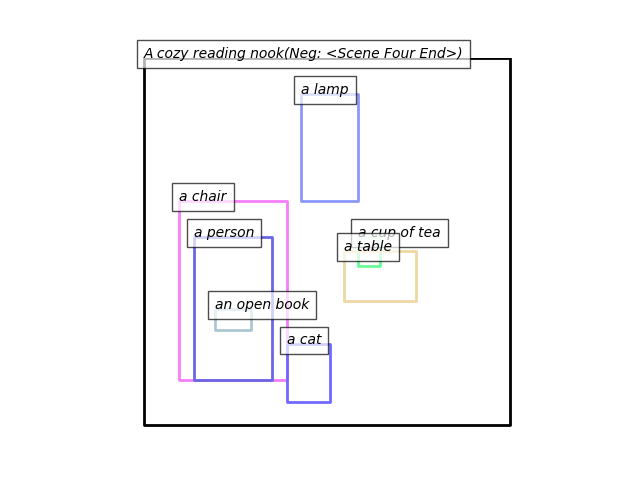 A cozy reading nook(Neg: <Scene Four End>)
a lamp
a chair
a person
a cup of tea
a table
an open book
a cat